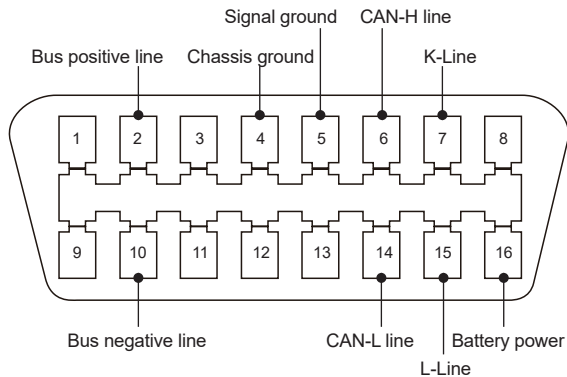 Signal ground CAN-H line
Bus positive line Chassis ground K-Line
1 2 3 4 5 6 7 8
9 10 11 12 13 14 15 16
Bus negative line CAN-L line Battery power
L-Line